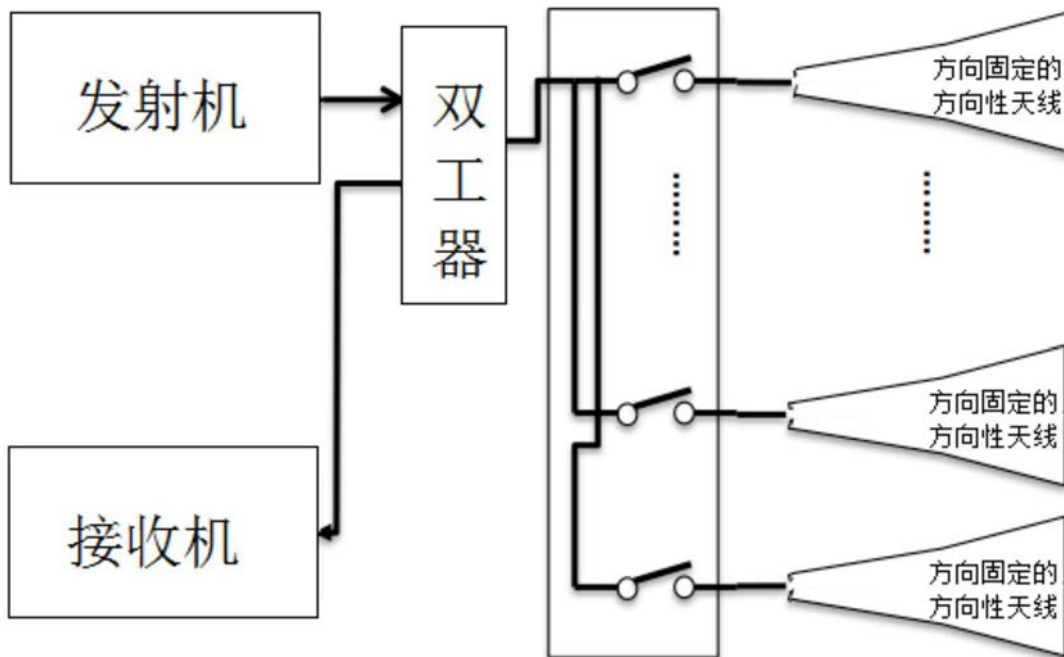 发射机
双
工
器
方向固定的
方向性天线
接收机
方向固定的
方向性天线
方向固定的
方向性天线